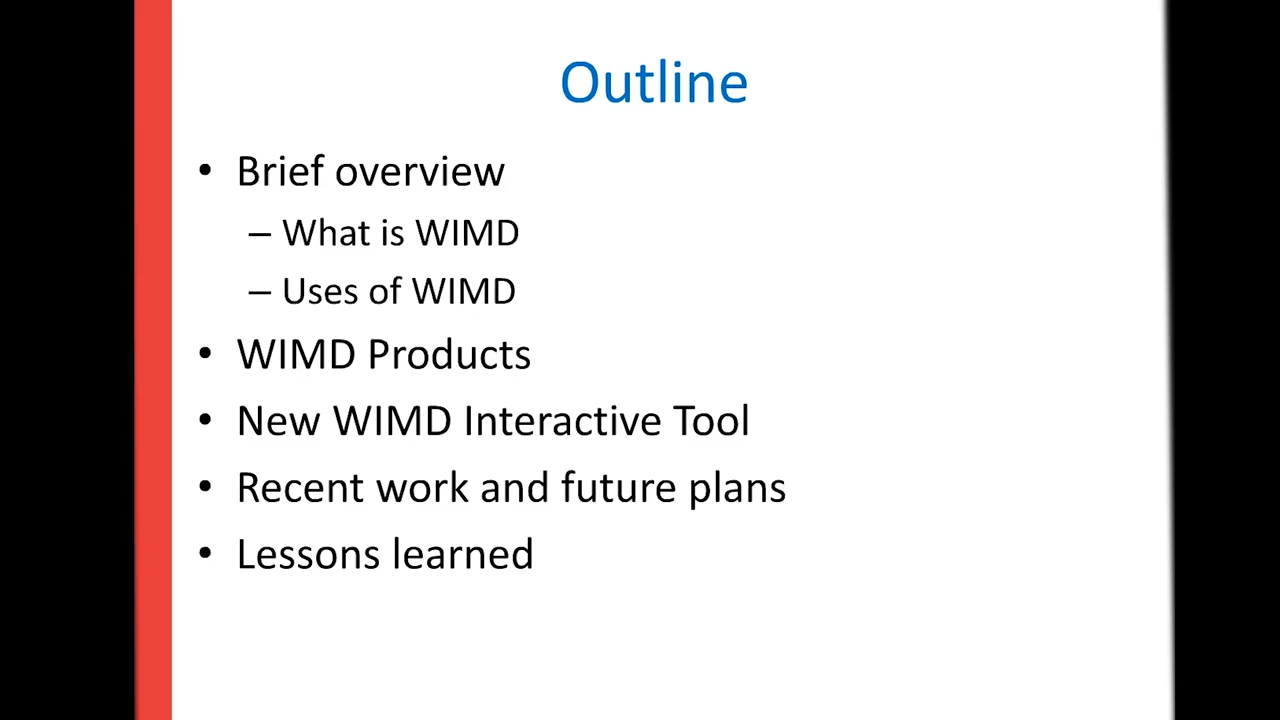 Outline
• Brief overview
– What is WIMD
– Uses of WIMD
• WIMD Products
• New WIMD Interactive Tool
• Recent work and future plans
• Lessons learned